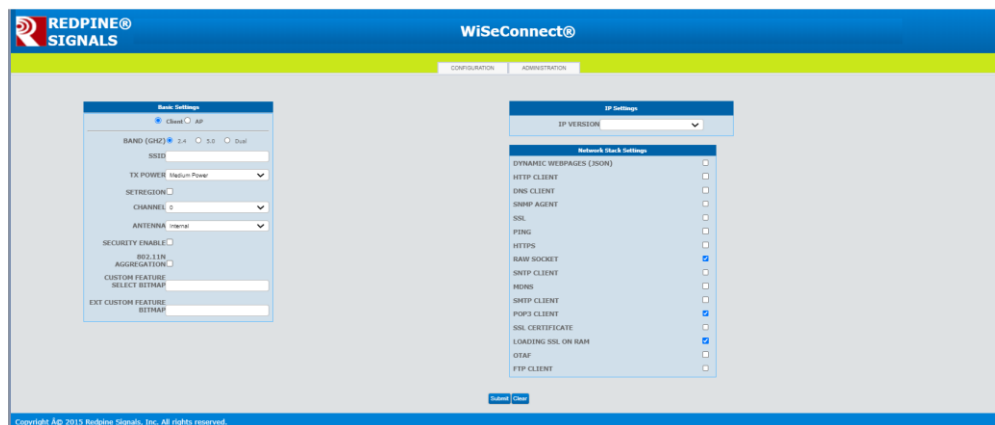 REDPINE®
SIGNALS
WiSeConnect®
CONFIGURATION
ADMINISTRATION
Basic Settings
Client AP
BAND (GHZ) 2.4 5.0 Dual
SSID
TX POWER Medium Power
SETREGION
CHANNEL 0
ANTENNA Internal
SECURITY ENABLE
802.11N
AGGREGATION
CUSTOM FEATURE
SELECT BITMAP
EXT CUSTOM FEATURE
BITMAP
IP Settings
IP VERSION
Network Stack Settings
DYNAMIC WEBPAGES (JSON)
HTTP CLIENT
DNS CLIENT
SNMP AGENT
SSL
PING
HTTPS
RAW SOCKET
SNTP CLIENT
MDNS
SMTP CLIENT
POP3 CLIENT
SSL CERTIFICATE
LOADING SSL ON RAM
OTAF
FTP CLIENT
Submit Clear
Copyright Â© 2015 Redpine Signals, Inc. All rights reserved.